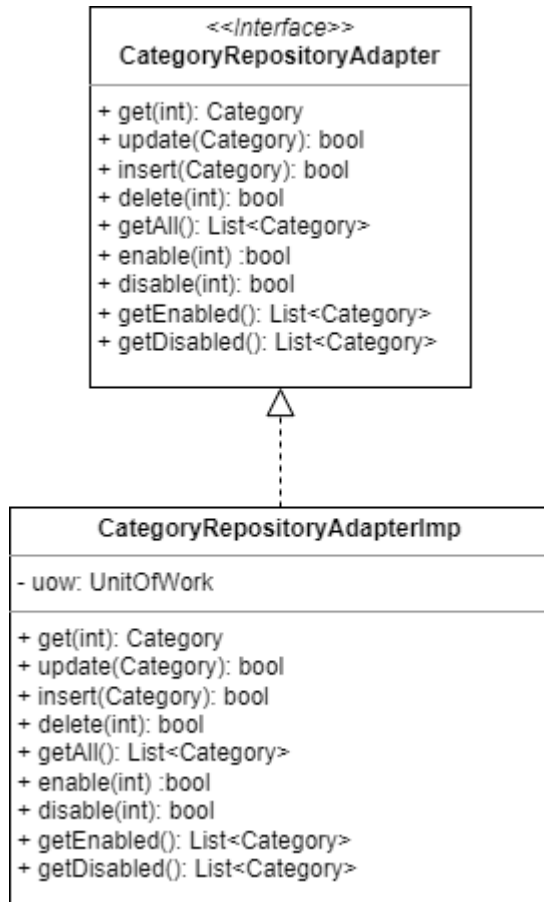 <<Interface>>
CategoryRepositoryAdapter
+ get(int): Category
+ update(Category): bool
+ insert(Category): bool
+ delete(int): bool
+ getAll(): List<Category>
+ enable(int) :bool
+ disable(int): bool
+ getEnabled(): List<Category>
+ getDisabled(): List<Category>
CategoryRepositoryAdapterImp
- uow: UnitOfWork
+ get(int): Category
+ update(Category): bool
+ insert(Category): bool
+ delete(int): bool
+ getAll(): List<Category>
+ enable(int) :bool
+ disable(int): bool
+ getEnabled(): List<Category>
+ getDisabled(): List<Category>